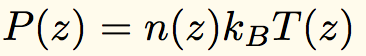 P(z) = n(z)k_BT(z)